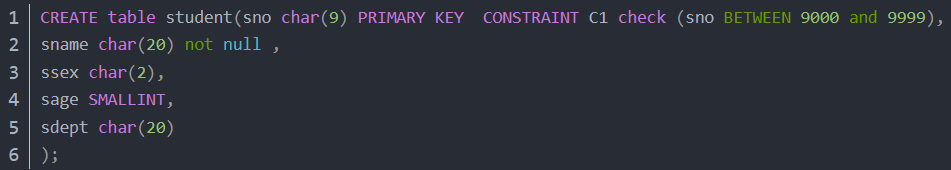 1 CREATE table student(sno char(9) PRIMARY KEY  CONSTRAINT C1 check (sno BETWEEN 9000 and 9999),
2 sname char(20) not null ,
3 ssex char(2),
4 sage SMALLINT,
5 sdept char(20)
6 );